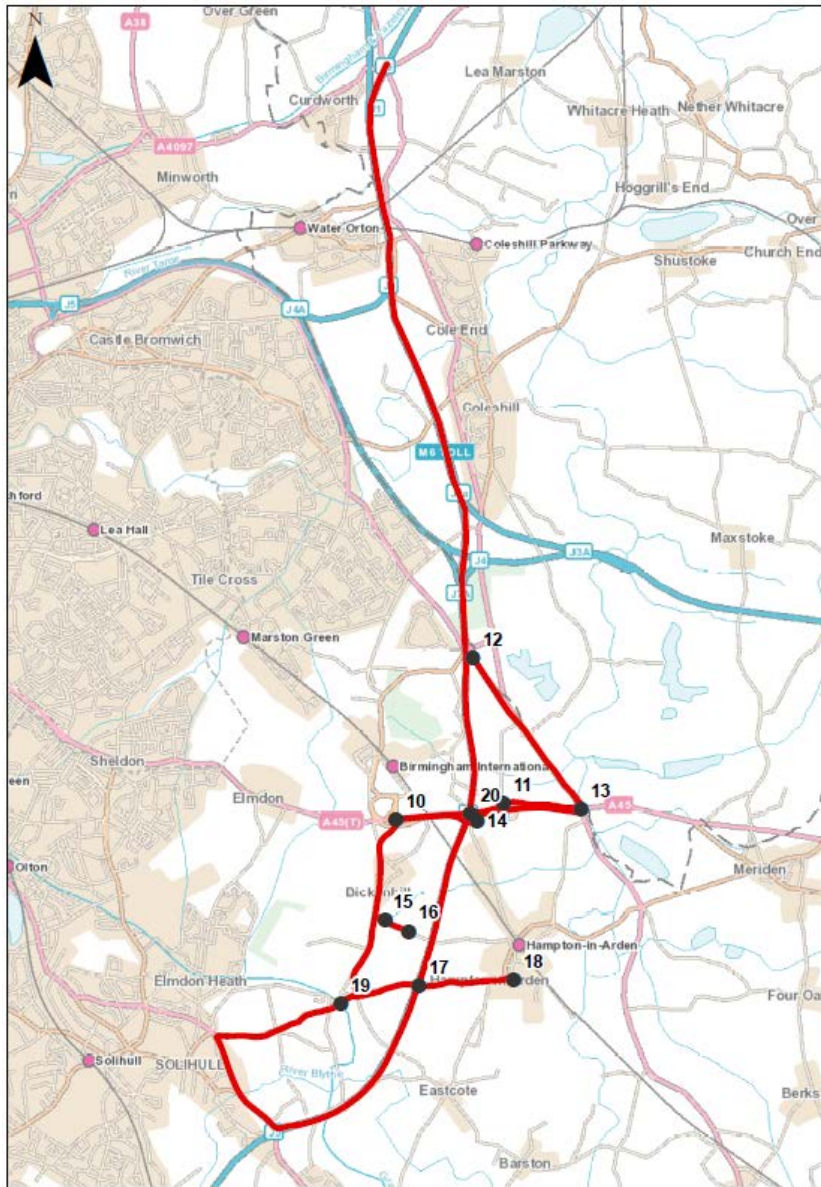 N
A38
Over Green
Curdworth
Lea Marston
Whitacre Heath
Nether Whitacre
A4097
Minworth
Hoggrill's End
Water Orton
Coleshill Parkway
Over
Church End
Shustoke
River Tame
J5
J4A
Castle Bromwich
Cole End
Coleshill
M6 TOLL
Lea Hall
J4
J3A
Maxstoke
Tile Cross
Marston Green
12
Sheldon
Birmingham International
Elmdon
11
13
A45
A45(T)
10
20
14
Meriden
Olton
15
16
Hampton-in-Arden
18
17
Elmdon Heath
19
Four Oa
SOLIHULL
Solihull
River Blythe
Eastcote
Berks
Barston